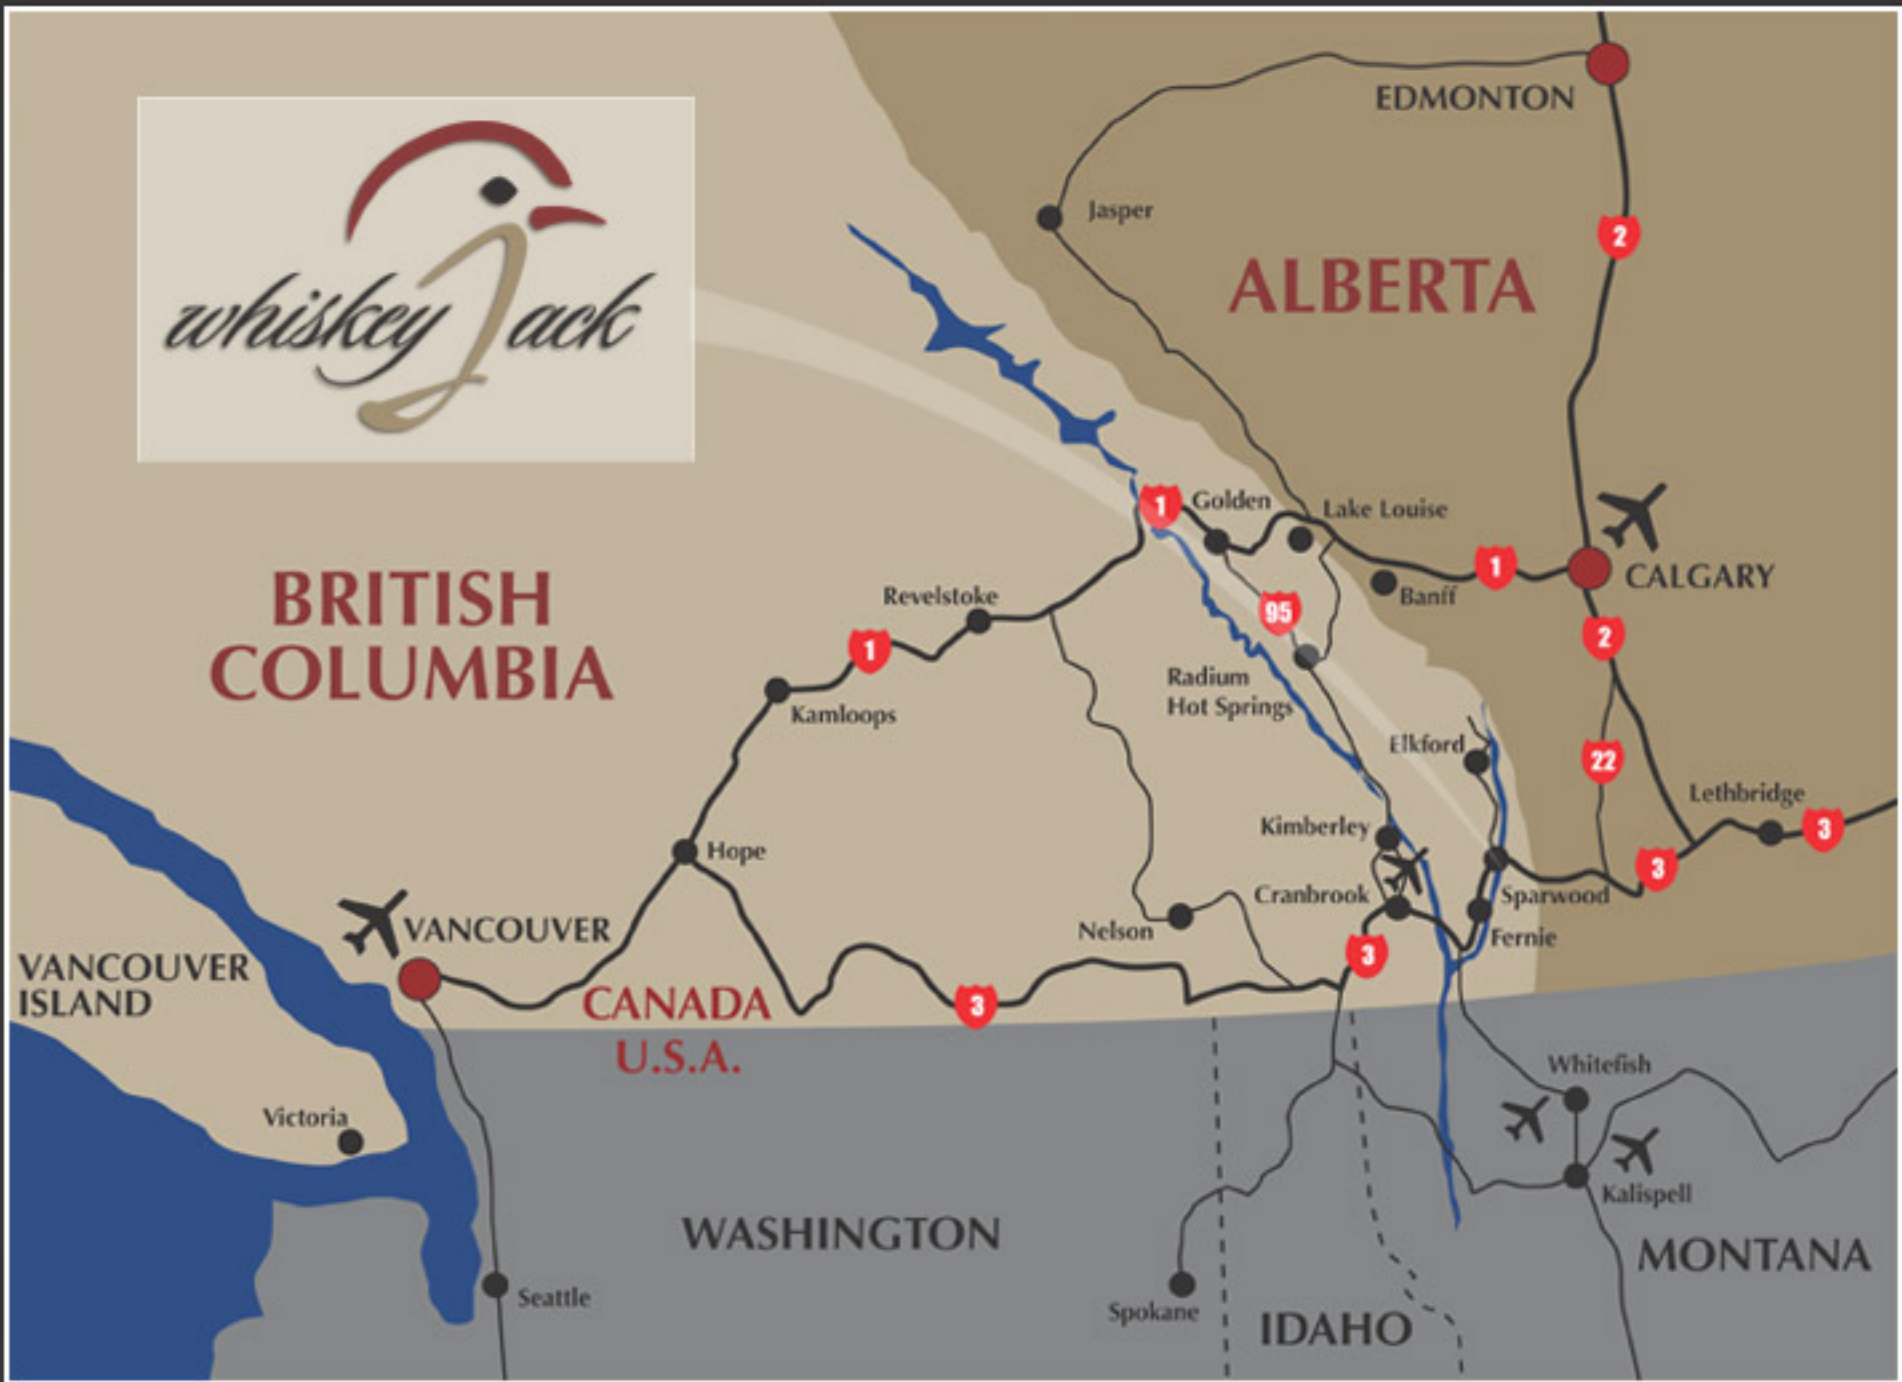 EDMONTON
Jasper
2
ALBERTA
whiskey Jack
1
Golden
Lake Louise
1
CALGARY
Banff
BRITISH
COLUMBIA
Revelstoke
95
2
1
Radium
Hot Springs
Kamloops
Elkford
22
Lethbridge
3
Kimberley
Hope
3
Cranbrook
Sparwood
Nelson
Fernie
VANCOUVER
3
VANCOUVER
ISLAND
CANADA
3
U.S.A.
Whitefish
Victoria
Kalispell
WASHINGTON
MONTANA
Seattle
Spokane
IDAHO